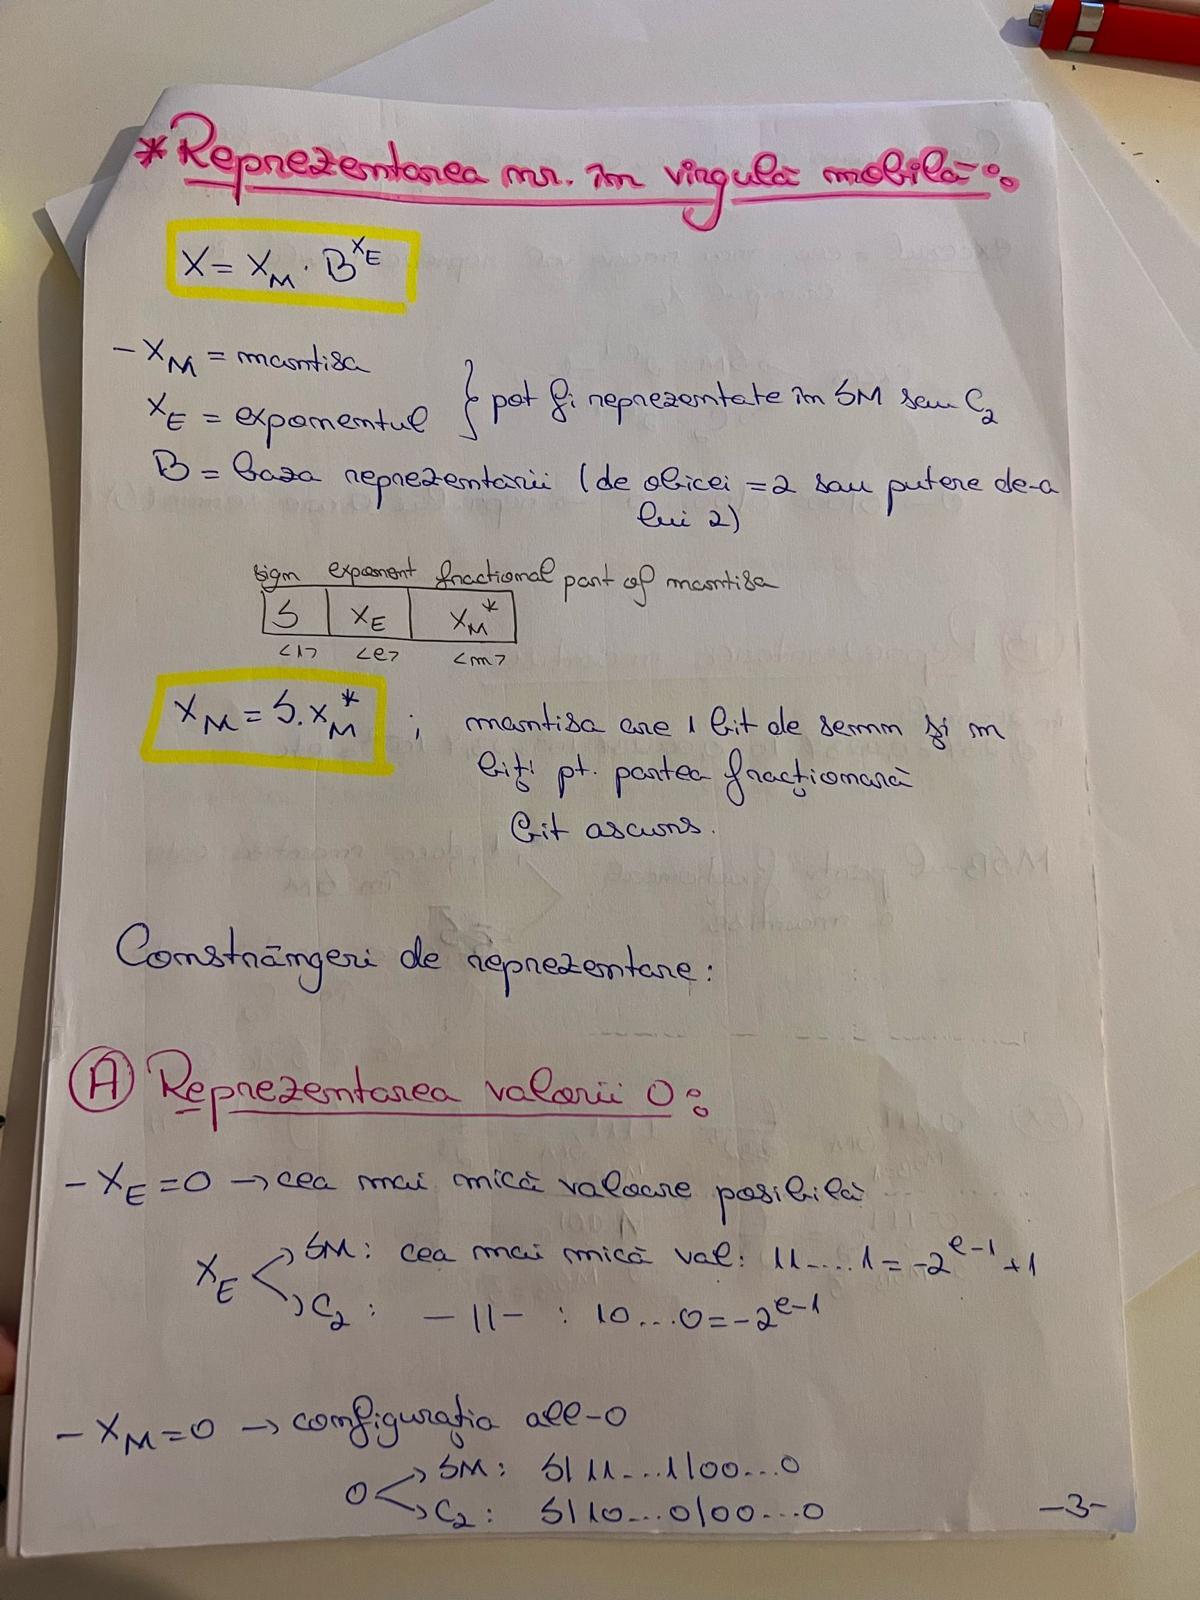 * Reprezentarea nr. în virgulă mobilă:
X = X_M · B^X_E
- X_M = mantisa
X_E = exponentul } pot fi reprezentate în SM sau C_2
B = baza reprezentării (de obicei = 2 sau putere de-a
lui 2)
sign exponent fractional part of mantisa
S X_E X_M*
<1> <e> <m>
X_M = S.X_M* ; mantisa are 1 bit de semn și m
biți pt. partea fracționară
bit ascuns.
Constrângeri de reprezentare:
(A) Reprezentarea valorii 0:
- X_E = 0 → cea mai mică valoare posibilă
X_E → SM: cea mai mică val: 11....1 = -2^e-1 + 1
→ C_2: -11- : 10...0 = -2^e-1
- X_M = 0 → configurația all-0
0 → SM: S|11...1|00...0
→ C_2: S|10...0|00...0
-3-